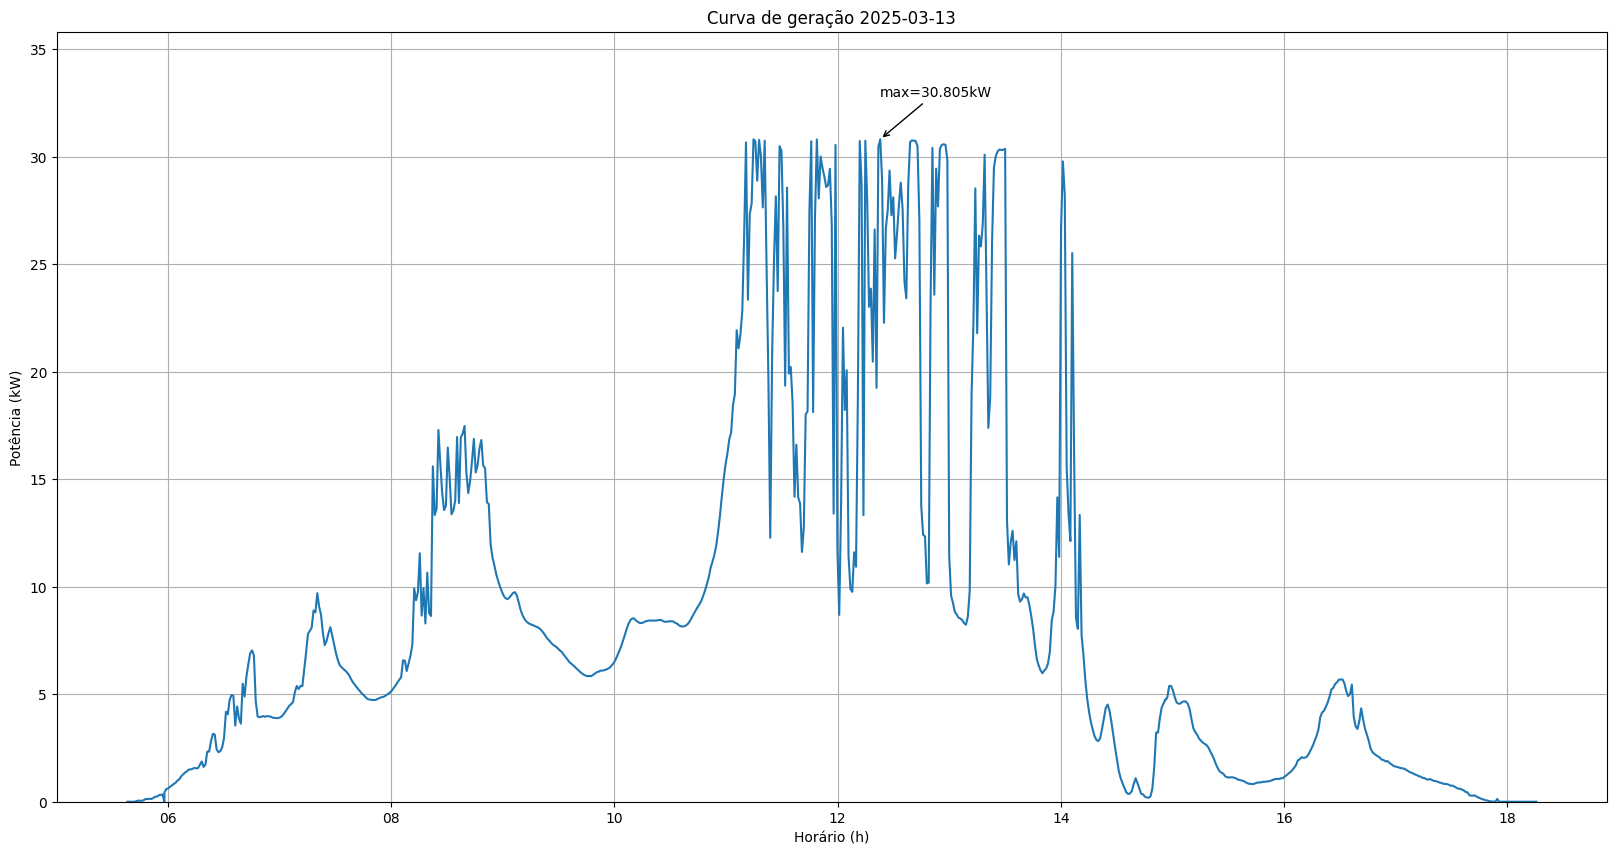 Curva de geração 2025-03-13
35
max=30.805kW
30
25
20
Potência (kW)
15
10
5
0
06 08 10 12 14 16 18
Horário (h)